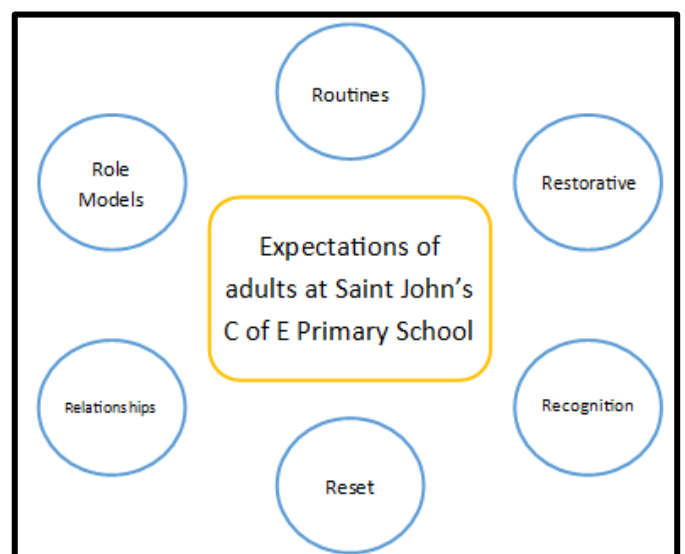 Routines
Role
Models
Restorative
Expectations of
adults at Saint John's
C of E Primary School
Relationships
Recognition
Reset